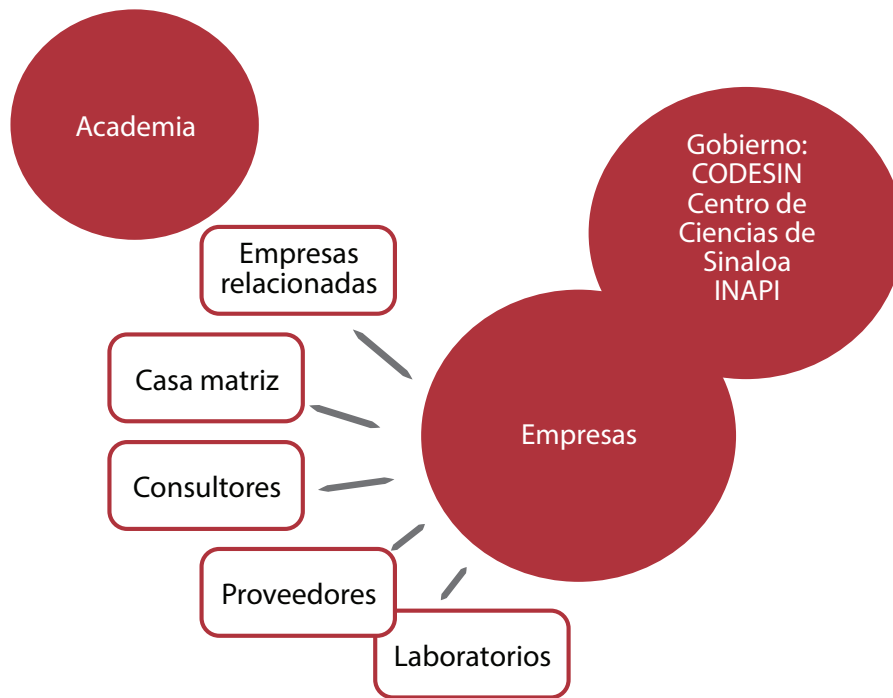 Academia
Gobierno:
CODESIN
Centro de
Ciencias de
Sinaloa
INAPI
Empresas
relacionadas
Casa matriz
Empresas
Consultores
Proveedores
Laboratorios